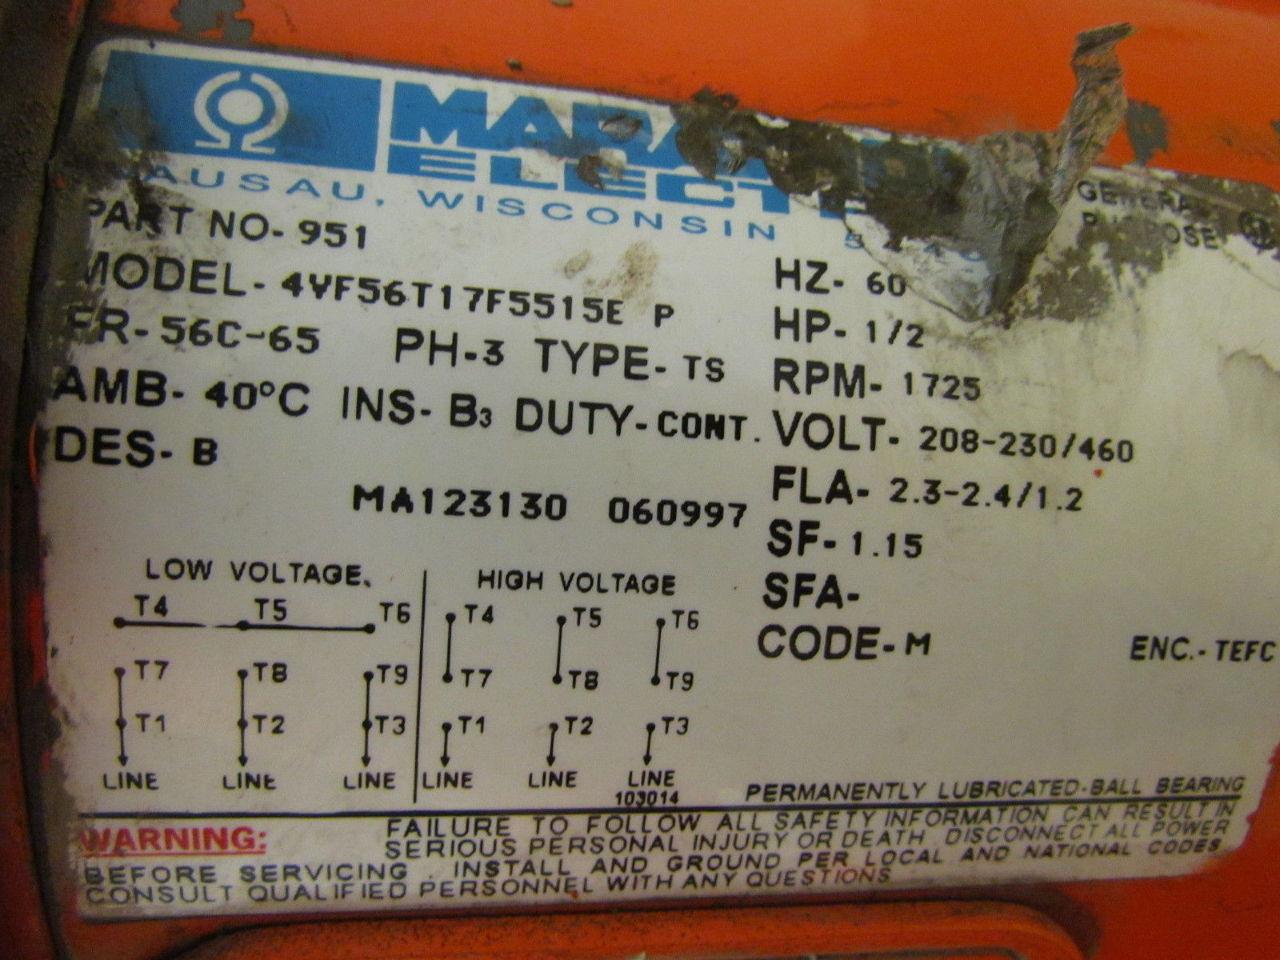 WAUSAU, WISCONSIN
PART NO- 951
MODEL- 4VF56T17F5515E P
FR- 56C-65 PH-3 TYPE- TS
AMB- 40°C INS- B3 DUTY-CONT.
DES- B
MA123130 060997
GENERAL
PURPOSE
HZ- 60
HP- 1/2
RPM- 1725
VOLT- 208-230/460
FLA- 2.3-2.4/1.2
SF- 1.15
SFA-
CODE- M ENC.- TEFC
LOW VOLTAGE.
T4 T5 T6
T7 T8 T9
T1 T2 T3
LINE LINE LINE
HIGH VOLTAGE
T4 T5 T6
T7 T8 T9
T1 T2 T3
LINE LINE LINE
103014
PERMANENTLY LUBRICATED-BALL BEARING
WARNING: FAILURE TO FOLLOW ALL SAFETY INFORMATION CAN RESULT IN
SERIOUS PERSONAL INJURY OR DEATH. DISCONNECT ALL POWER
BEFORE SERVICING. INSTALL AND GROUND PER LOCAL AND NATIONAL CODES
CONSULT QUALIFIED PERSONNEL WITH ANY QUESTIONS